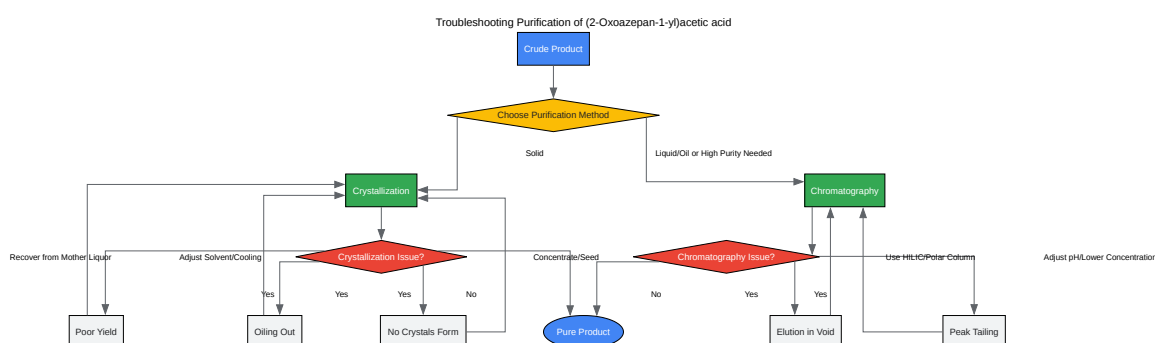 Troubleshooting Purification of (2-Oxoazepan-1-yl)acetic acid
Crude Product
Choose Purification Method
Solid
Liquid/Oil or High Purity Needed
Crystallization
Chromatography
Recover from Mother Liquor
Adjust Solvent/Cooling
Crystallization Issue?
Concentrate/Seed
Chromatography Issue?
Use HILIC/Polar Column
Adjust pH/Lower Concentration
Yes
Yes
Yes
No
No
Yes
Yes
Poor Yield
Oiling Out
No Crystals Form
Pure Product
Elution in Void
Peak Tailing